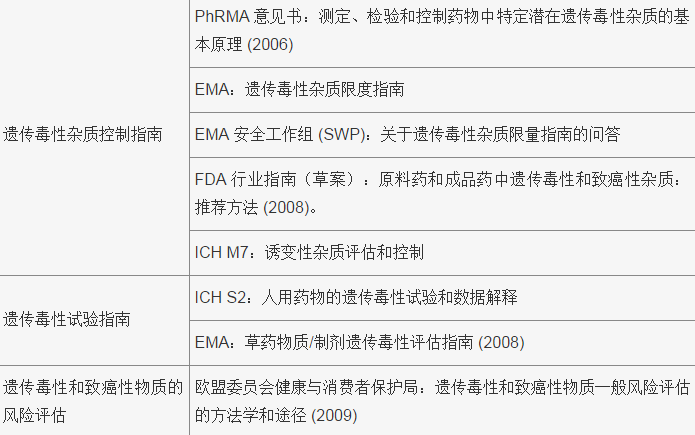 PhRMA 意见书：测定、检验和控制药物中特定潜在遗传毒性杂质的基
本原理 (2006)
EMA：遗传毒性杂质限度指南
遗传毒性杂质控制指南
EMA 安全工作组 (SWP)：关于遗传毒性杂质限量指南的问答
FDA 行业指南（草案）：原料药和成品药中遗传毒性和致癌性杂质：
推荐方法 (2008)。
ICH M7：诱变性杂质评估和控制
遗传毒性试验指南
ICH S2：人用药物的遗传毒性试验和数据解释
EMA：草药物质/制剂遗传毒性评估指南 (2008)
遗传毒性和致癌性物质的
风险评估
欧盟委员会健康与消费者保护局：遗传毒性和致癌性物质一般风险评估
的方法学和途径 (2009)